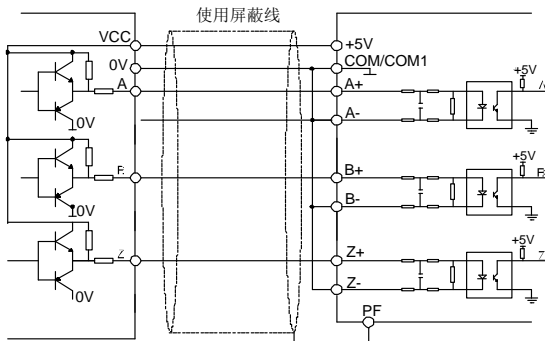 使用屏蔽线
VCC
+5V
0V
COM/COM1
+5V
A
A+
0V
A-
+5V
B+
B
0V
B-
+5V
Z
Z+
Z
0V
Z-
PF